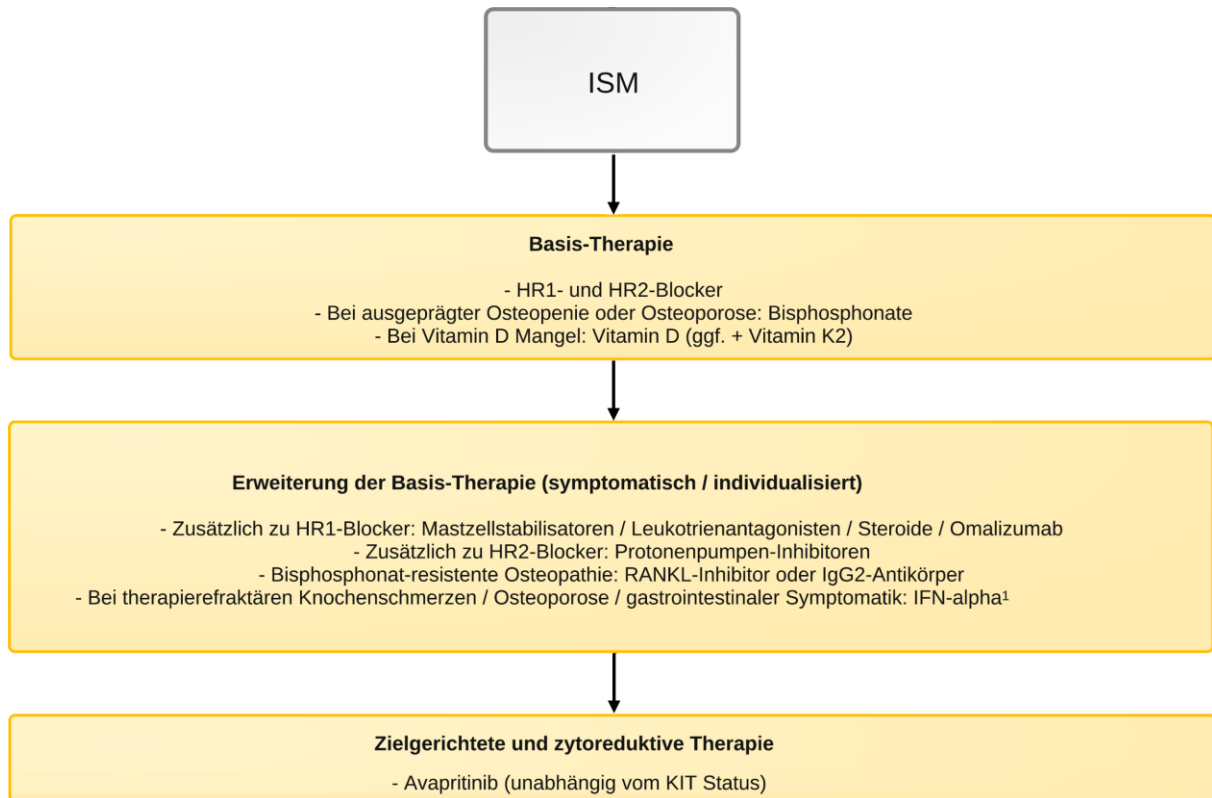 ISM
Basis-Therapie
- HR1- und HR2-Blocker
- Bei ausgeprägter Osteopenie oder Osteoporose: Bisphosphonate
- Bei Vitamin D Mangel: Vitamin D (ggf. + Vitamin K2)
Erweiterung der Basis-Therapie (symptomatisch / individualisiert)
- Zusätzlich zu HR1-Blocker: Mastzellstabilisatoren / Leukotrienantagonisten / Steroide / Omalizumab
- Zusätzlich zu HR2-Blocker: Protonenpumpen-Inhibitoren
- Bisphosphonat-resistente Osteopathie: RANKL-Inhibitor oder IgG2-Antikörper
- Bei therapierefraktären Knochenschmerzen / Osteoporose / gastrointestinaler Symptomatik: IFN-alpha¹
Zielgerichtete und zytoreduktive Therapie
- Avapritinib (unabhängig vom KIT Status)